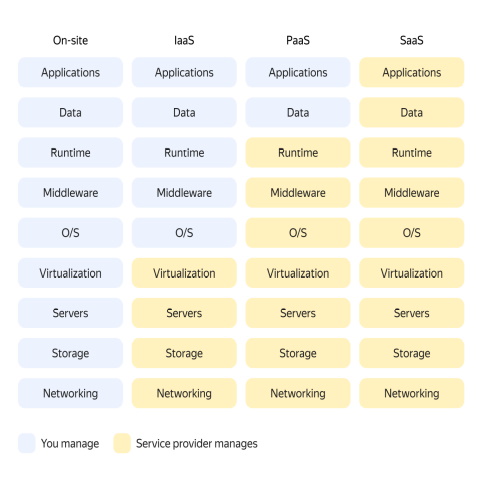 On-site IaaS PaaS SaaS
Applications Applications Applications Applications
Data Data Data Data
Runtime Runtime Runtime Runtime
Middleware Middleware Middleware Middleware
O/S O/S O/S O/S
Virtualization Virtualization Virtualization Virtualization
Servers Servers Servers Servers
Storage Storage Storage Storage
Networking Networking Networking Networking
You manage Service provider manages